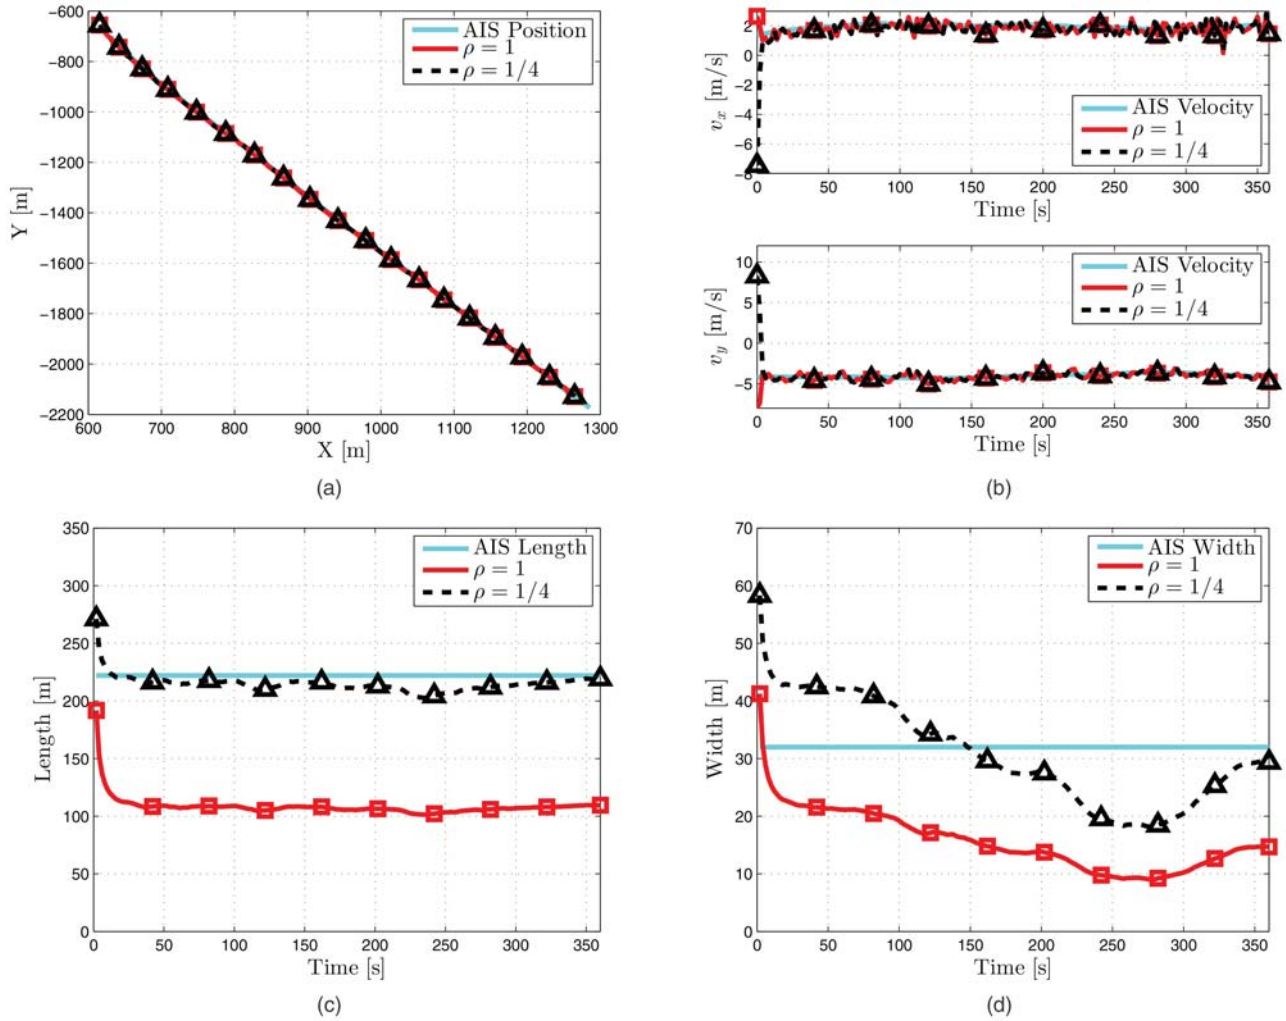 −600
−800
−1000
−1200
−1400
−1600
−1800
−2000
−2200
Y [m]
600 700 800 900 1000 1100 1200 1300
X [m]
AIS Position
ρ = 1
ρ = 1/4
(a)
2
0
−2
−4
−6
−8
v_x [m/s]
AIS Velocity
ρ = 1
ρ = 1/4
0 50 100 150 200 250 300 350
Time [s]
10
5
0
−5
v_y [m/s]
AIS Velocity
ρ = 1
ρ = 1/4
0 50 100 150 200 250 300 350
Time [s]
(b)
350
300
250
200
150
100
50
0
Length [m]
AIS Length
ρ = 1
ρ = 1/4
0 50 100 150 200 250 300 350
Time [s]
(c)
70
60
50
40
30
20
10
0
Width [m]
AIS Width
ρ = 1
ρ = 1/4
0 50 100 150 200 250 300 350
Time [s]
(d)